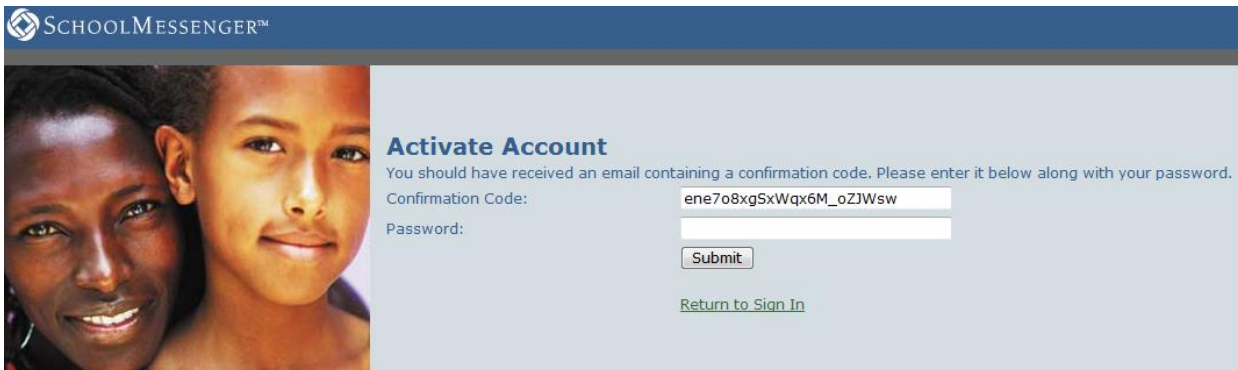 SCHOOLMESSENGER™
Activate Account
You should have received an email containing a confirmation code. Please enter it below along with your password.
Confirmation Code: ene7o8xgSxWqx6M_oZJWsw
Password:
Submit
Return to Sign In